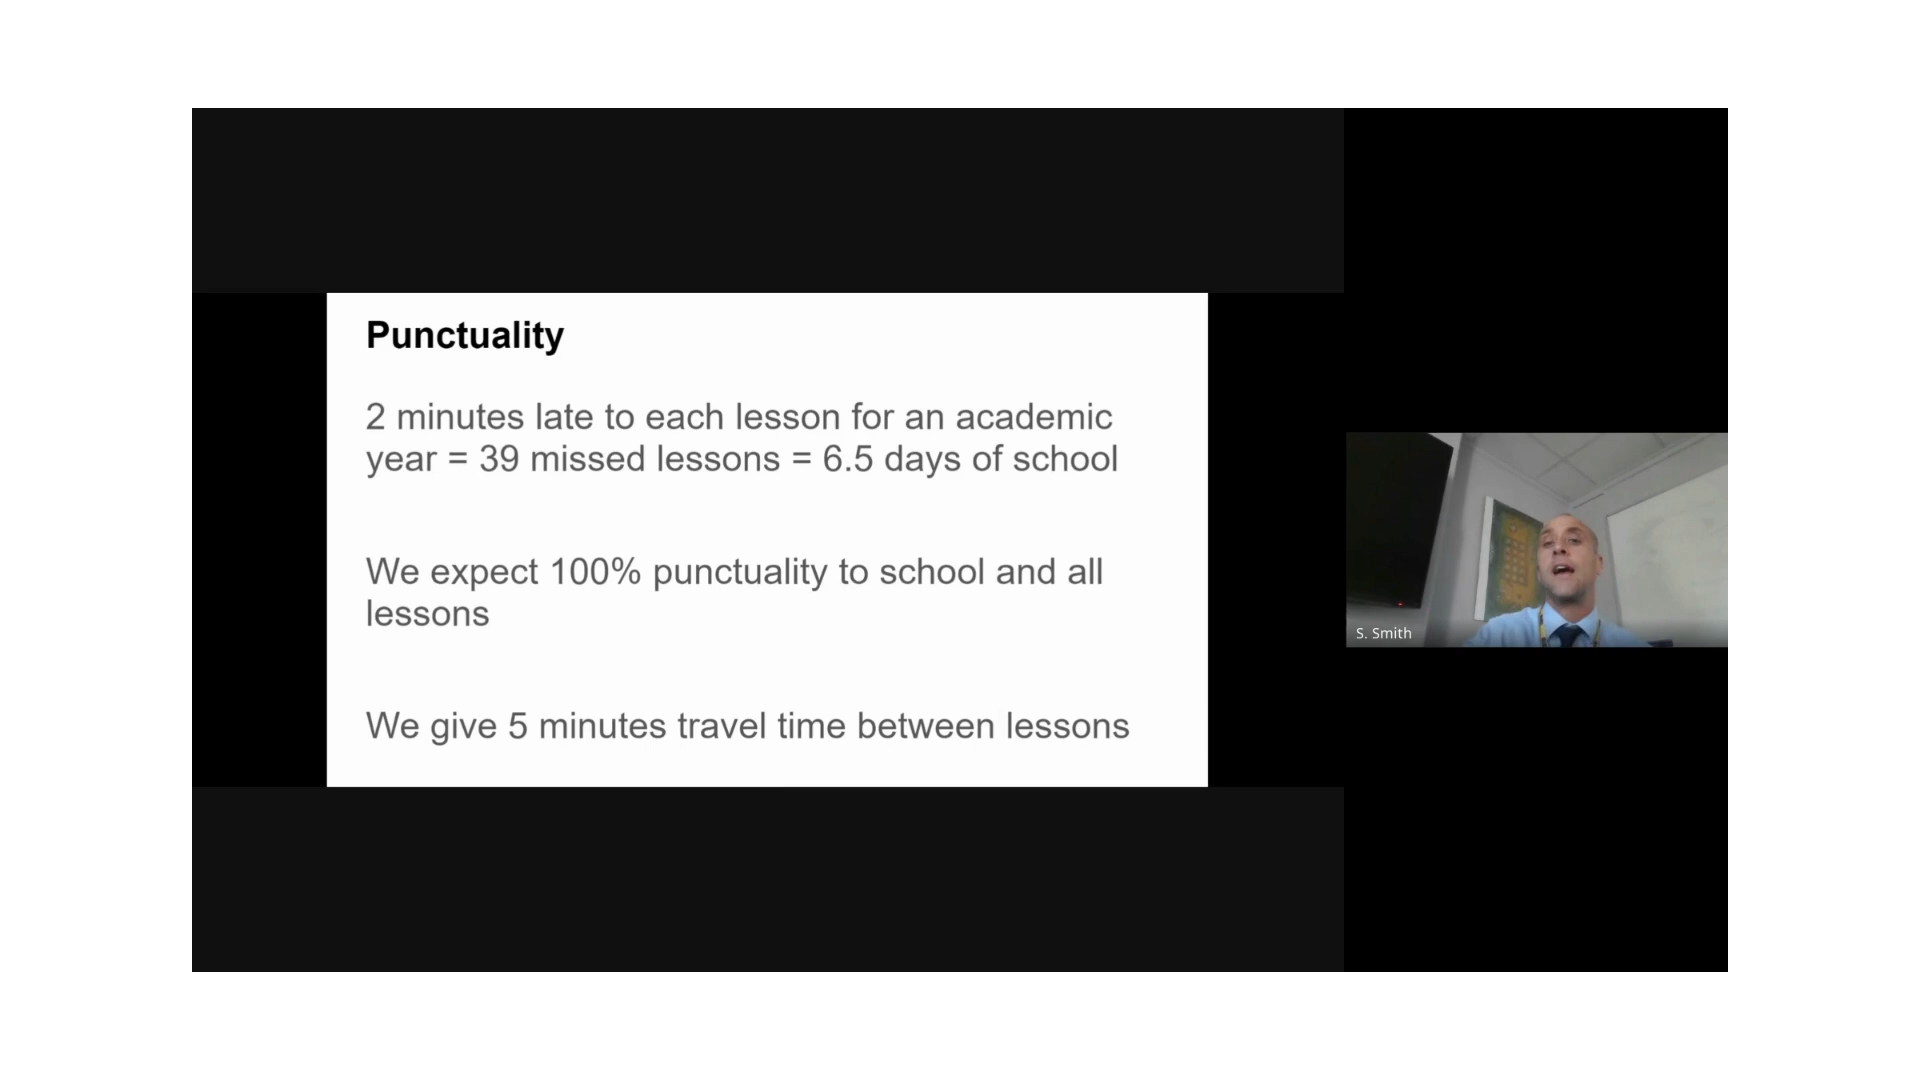 Punctuality
2 minutes late to each lesson for an academic
year = 39 missed lessons = 6.5 days of school
We expect 100% punctuality to school and all
lessons
We give 5 minutes travel time between lessons
S. Smith